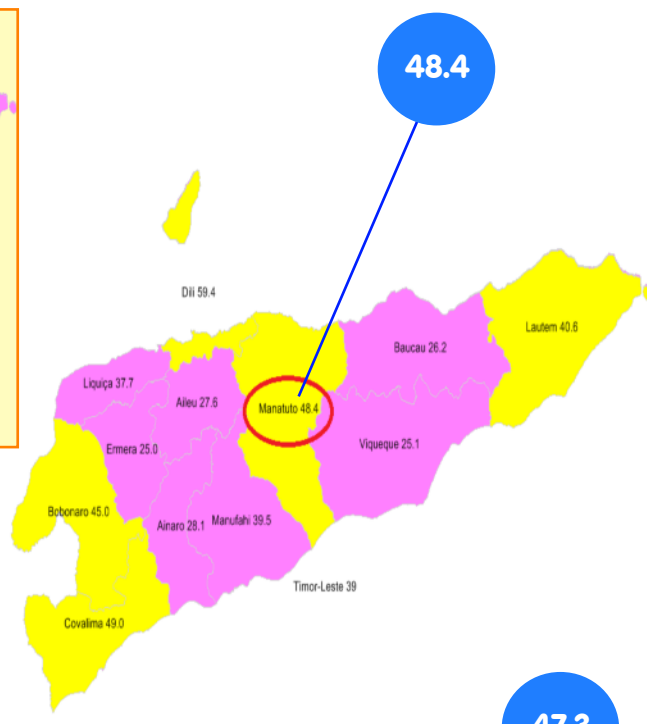 48.4
Dili 59.4
Lautem 40.6
Baucau 26.2
Liquiça 37.7
Aileu 27.6
Manatuto 48.4
Viqueque 25.1
Ermera 25.0
Bobonaro 45.0
Ainaro 28.1
Manufahi 39.5
Timor-Leste 39
Covalima 49.0
47.3